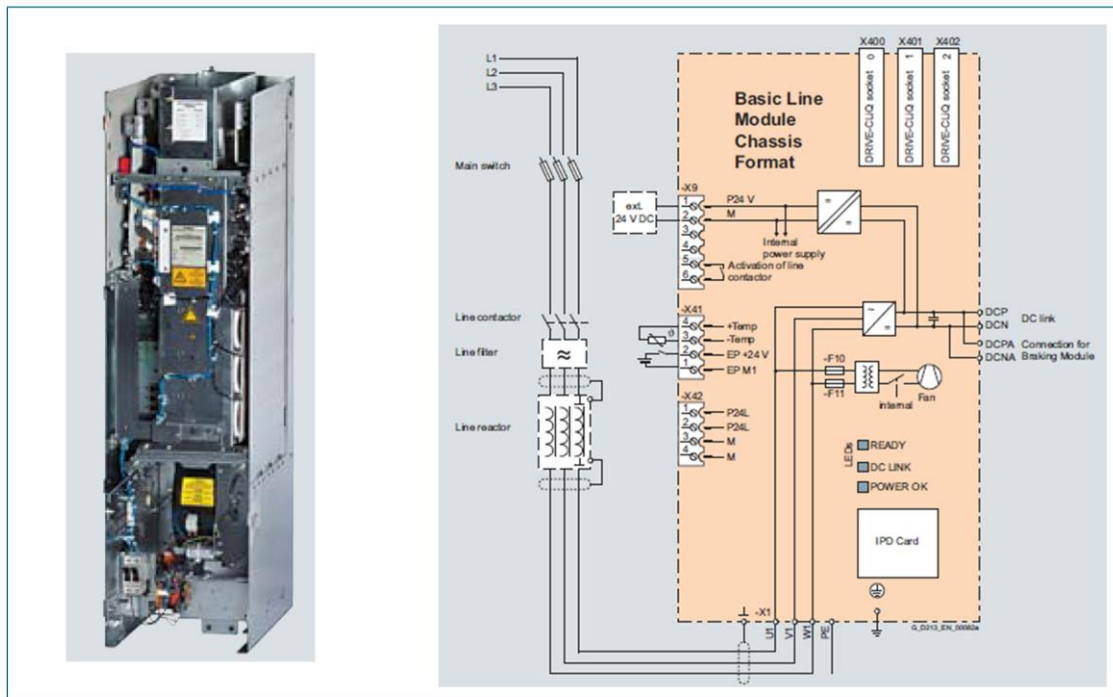 L1
L2
L3
Main switch
Line contactor
Line filter
≈
Line reactor
Basic Line
Module
Chassis
Format
X400
X401
X402
DRIVE-CLiQ socket 0
DRIVE-CLiQ socket 1
DRIVE-CLiQ socket 2
ext.
24 V DC
-X9
1
2
3
4
5
6
P24 V
M
Internal
power supply
Activation of line
contactor
=
=
-X41
4
3
2
1
+Temp
-Temp
EP +24 V
EP M1
~
=
DCP
DCN
DC link
DCPA
DCNA
Connection for
Braking Module
-F10
-F11
internal
Fan
-X42
1
2
3
4
P24L
P24L
M
M
LEDs
READY
DC LINK
POWER OK
IPD Card
-X1
U1
V1
W1
PE
G_D213_EN_00082a